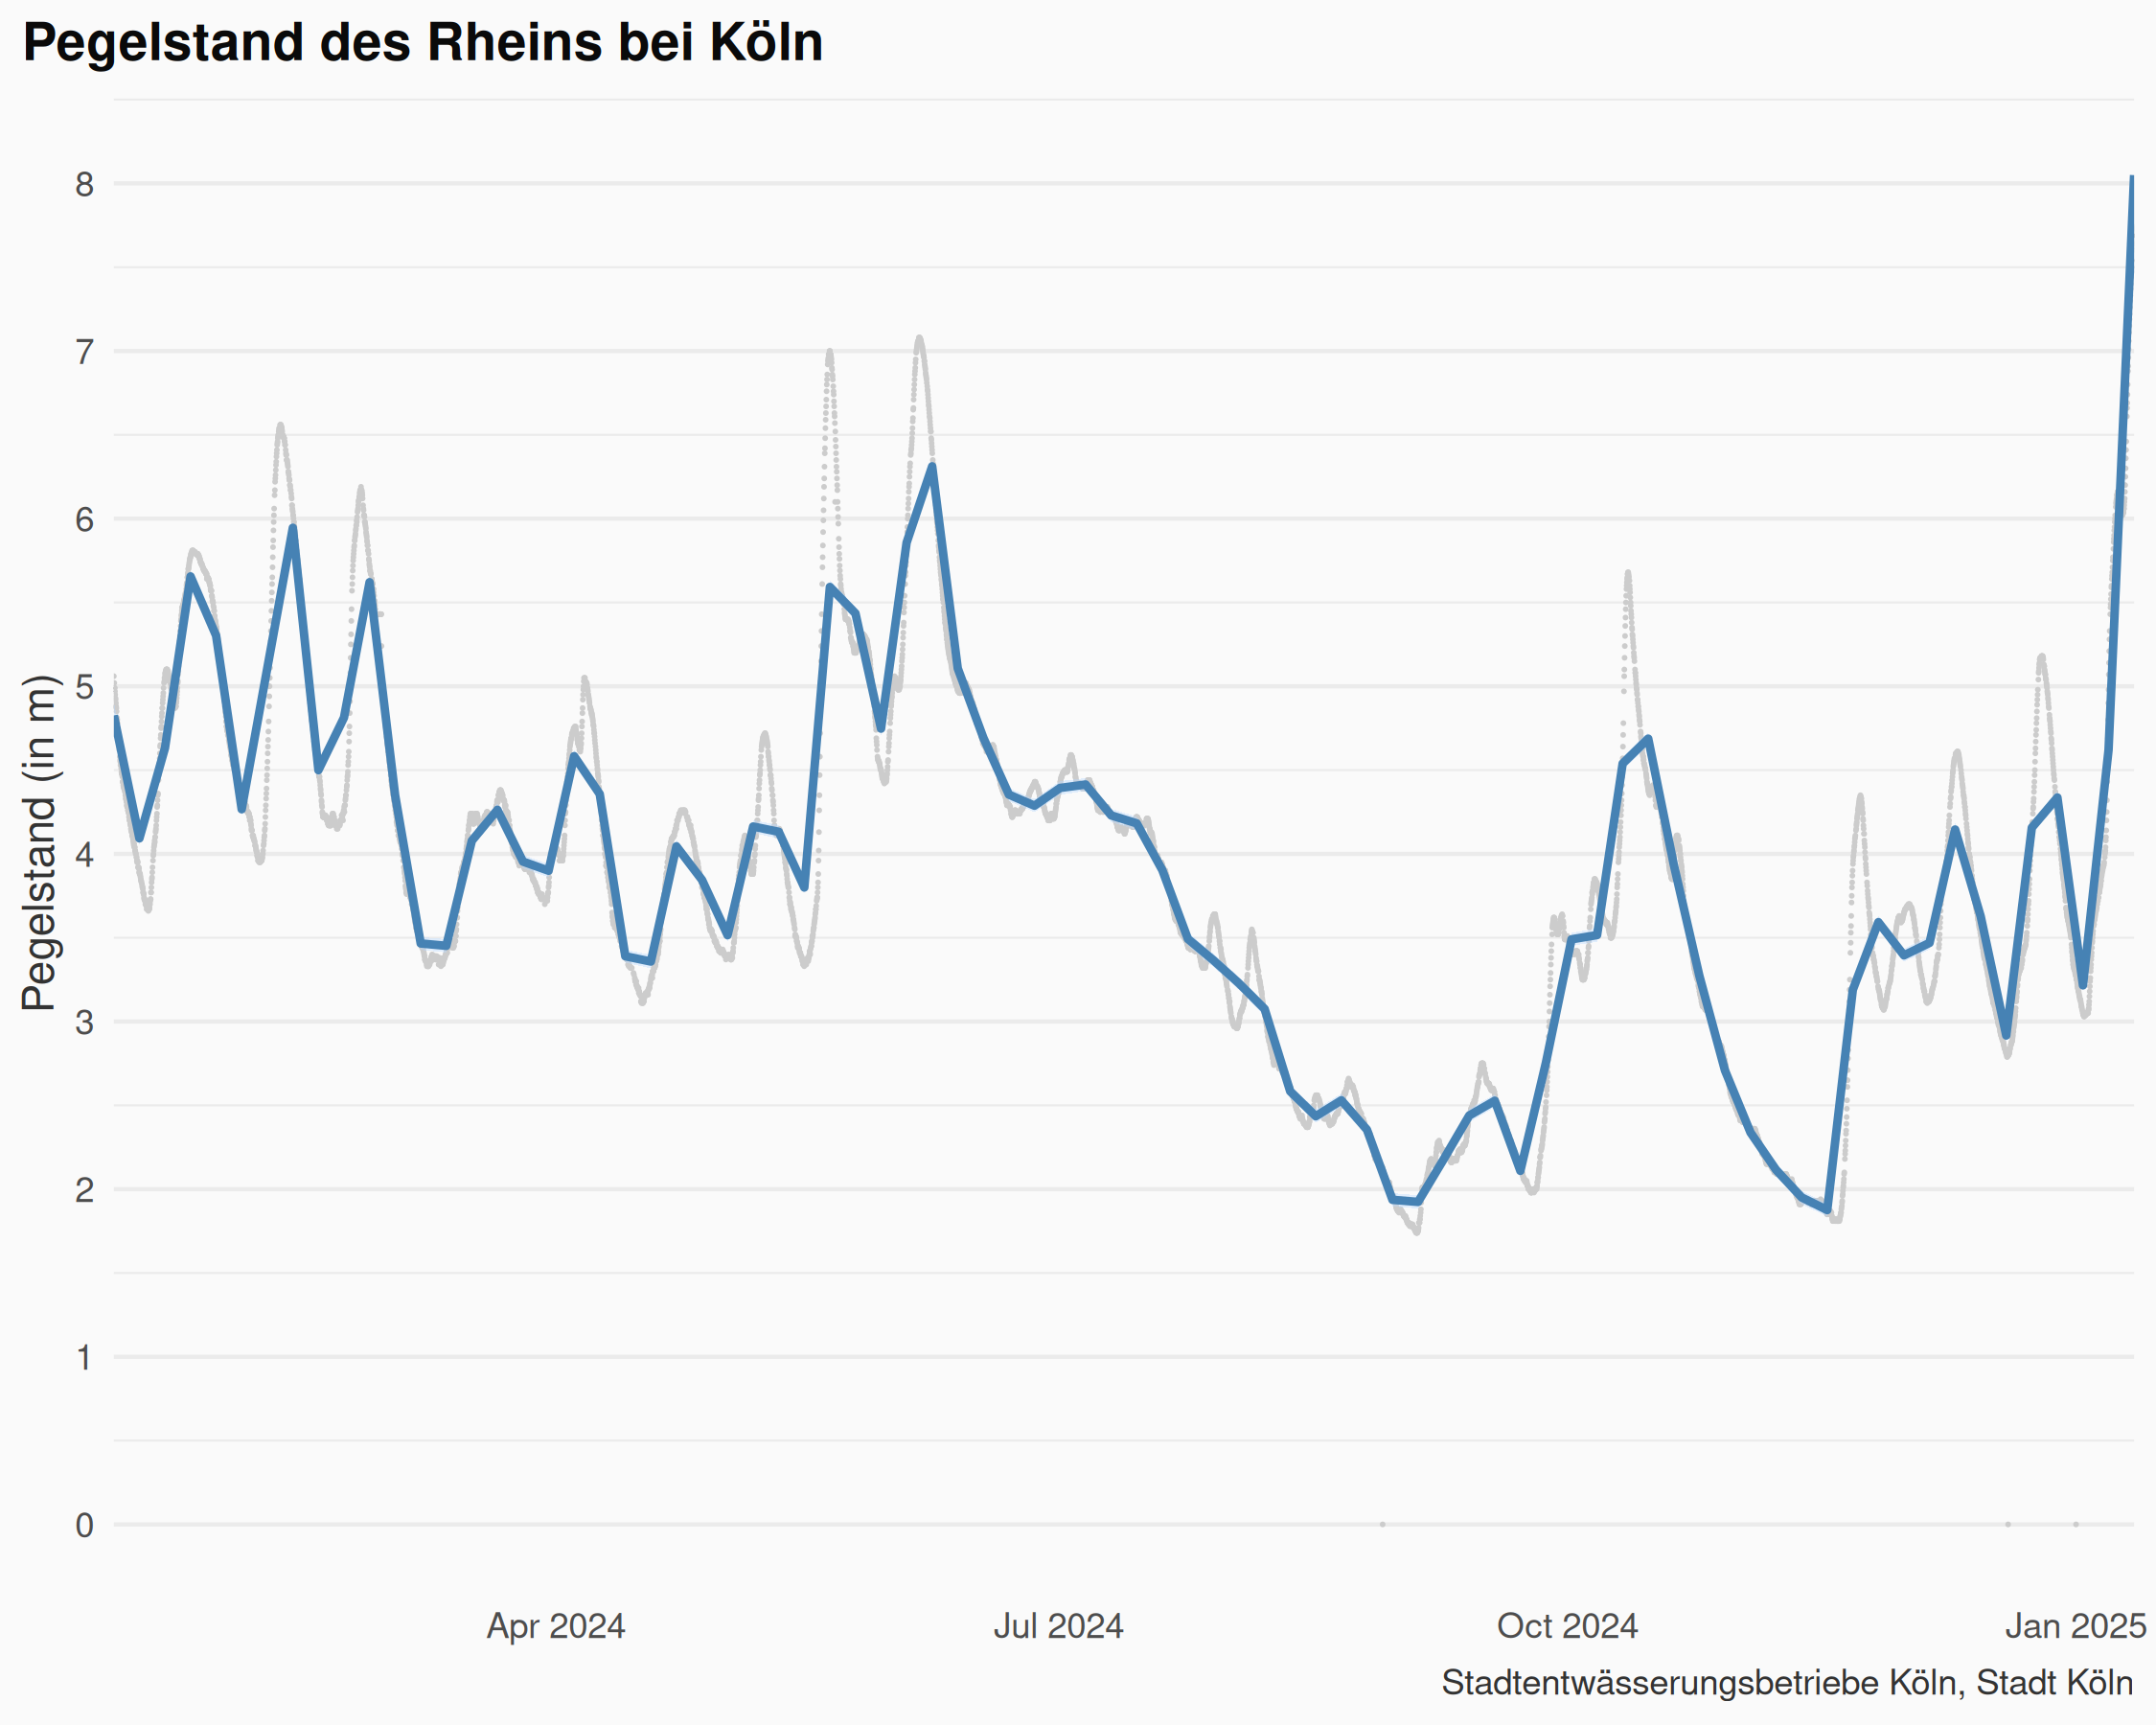 Pegelstand des Rheins bei Köln
Pegelstand (in m)
8
7
6
5
4
3
2
1
0
Apr 2024 Jul 2024 Oct 2024 Jan 2025
Stadtentwässerungsbetriebe Köln, Stadt Köln